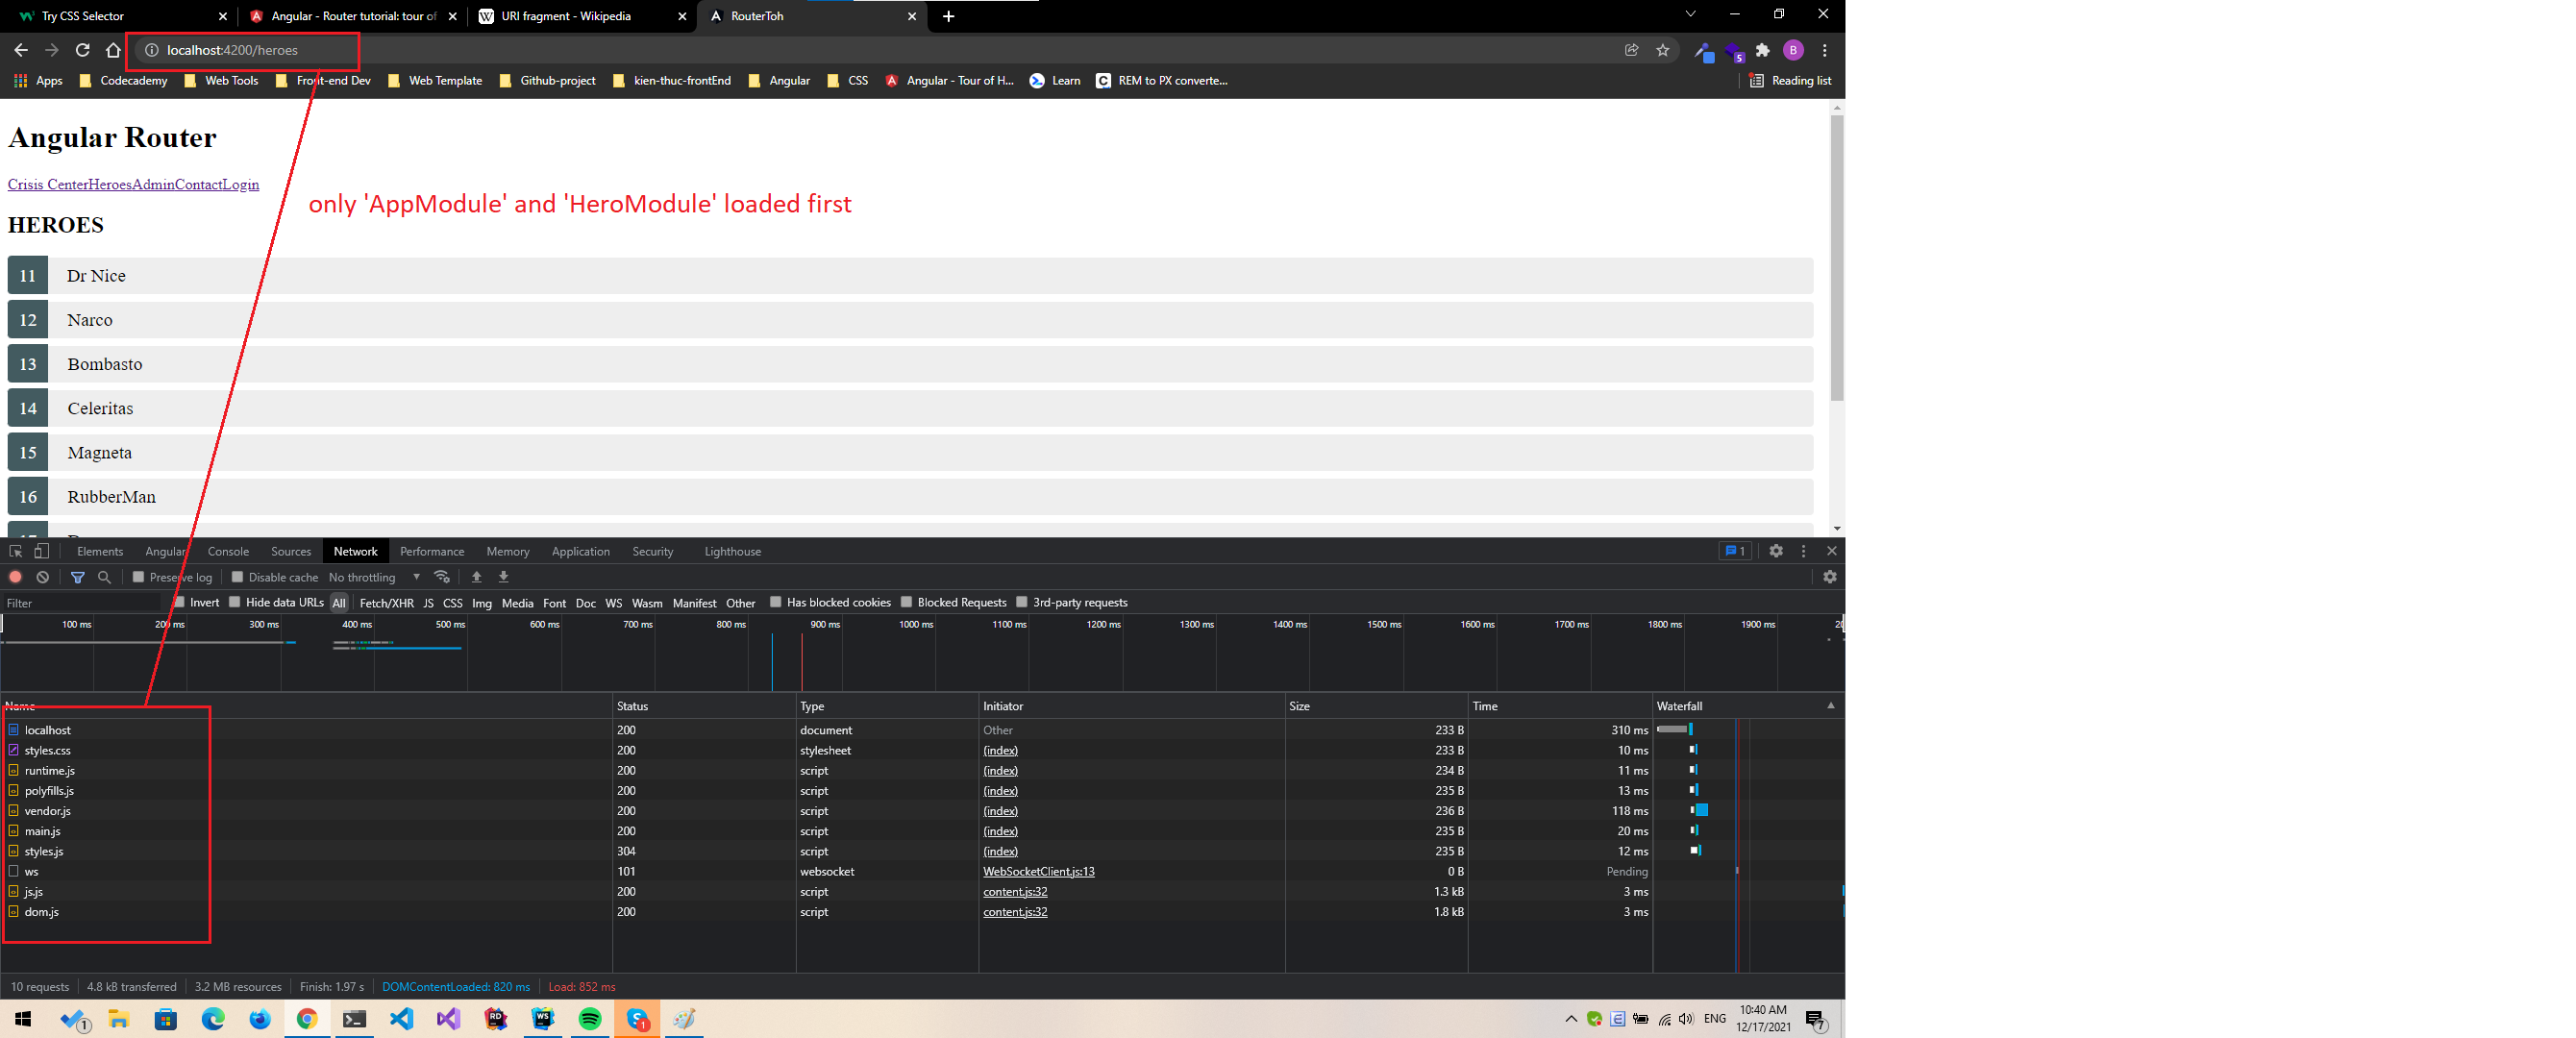 Try CSS Selector
Angular - Router tutorial: tour of
URI fragment - Wikipedia
RouterToh
localhost:4200/heroes
5
B
Apps
Codecademy
Web Tools
Front-end Dev
Web Template
Github-project
kien-thuc-frontEnd
Angular
CSS
Angular - Tour of H...
Learn
REM to PX converte...
Reading list
Angular Router
Crisis CenterHeroesAdminContactLogin
only 'AppModule' and 'HeroModule' loaded first
HEROES
11 Dr Nice
12 Narco
13 Bombasto
14 Celeritas
15 Magneta
16 RubberMan
Elements Angular Console Sources Network Performance Memory Application Security Lighthouse 1
Preserve log Disable cache No throttling
Filter Invert Hide data URLs All Fetch/XHR JS CSS Img Media Font Doc WS Wasm Manifest Other Has blocked cookies Blocked Requests 3rd-party requests
100 ms 200 ms 300 ms 400 ms 500 ms 600 ms 700 ms 800 ms 900 ms 1000 ms 1100 ms 1200 ms 1300 ms 1400 ms 1500 ms 1600 ms 1700 ms 1800 ms 1900 ms
Name Status Type Initiator Size Time Waterfall
localhost 200 document Other 233 B 310 ms
styles.css 200 stylesheet (index) 233 B 10 ms
runtime.js 200 script (index) 234 B 11 ms
polyfills.js 200 script (index) 235 B 13 ms
vendor.js 200 script (index) 236 B 118 ms
main.js 200 script (index) 235 B 20 ms
styles.js 304 script (index) 235 B 12 ms
ws 101 websocket WebSocketClient.js:13 0 B Pending
js.js 200 script content.js:32 1.3 kB 3 ms
dom.js 200 script content.js:32 1.8 kB 3 ms
10 requests 4.8 kB transferred 3.2 MB resources Finish: 1.97 s DOMContentLoaded: 820 ms Load: 852 ms
1
RD
WS
S
1
ENG
10:40 AM
12/17/2021
7